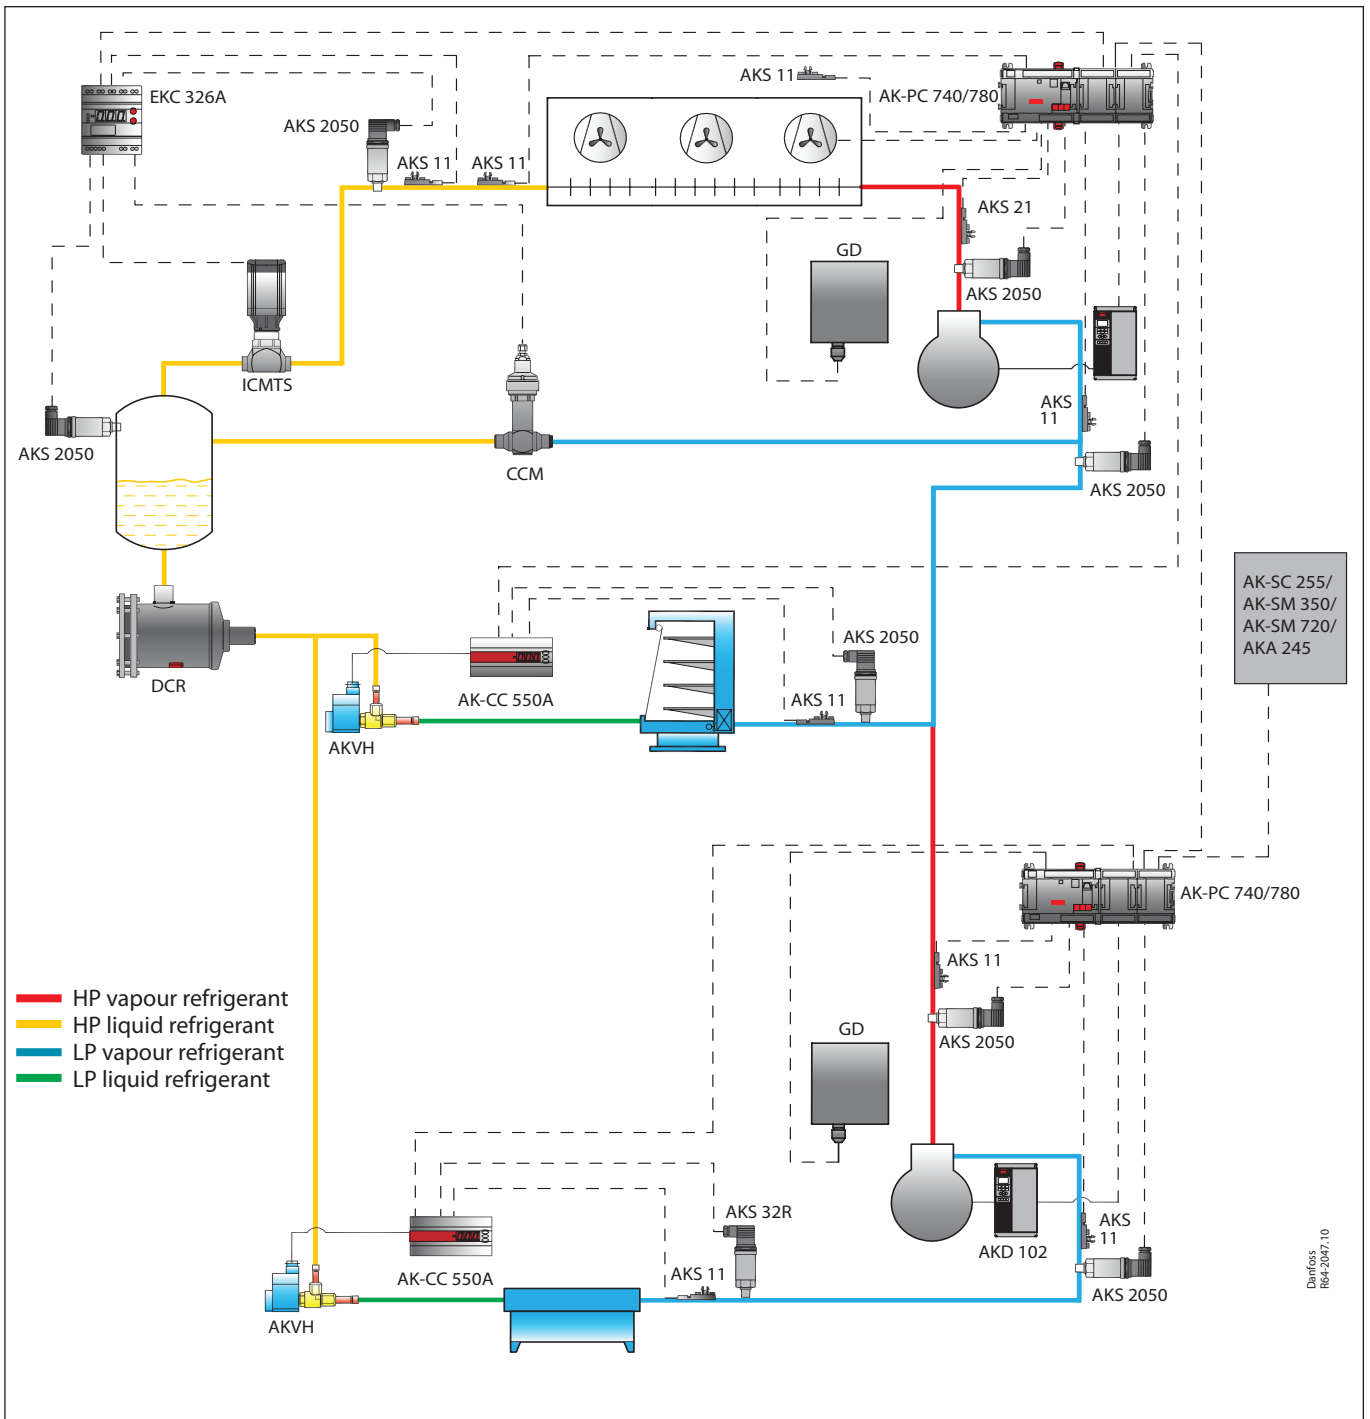 EKC 326A
AKS 2050
AKS 11
AKS 11
AKS 11
AK-PC 740/780
AKS 21
GD
AKS 2050
ICMTS
AKS 2050
CCM
AKS
11
AKS 2050
DCR
AKVH
AK-CC 550A
AKS 11
AKS 2050
AK-SC 255/
AK-SM 350/
AK-SM 720/
AKA 245
AK-PC 740/780
AKS 11
AKS 2050
GD
HP vapour refrigerant
HP liquid refrigerant
LP vapour refrigerant
LP liquid refrigerant
AKVH
AK-CC 550A
AKS 11
AKS 32R
AKD 102
AKS
11
AKS 2050
Danfoss
R64-2047.10